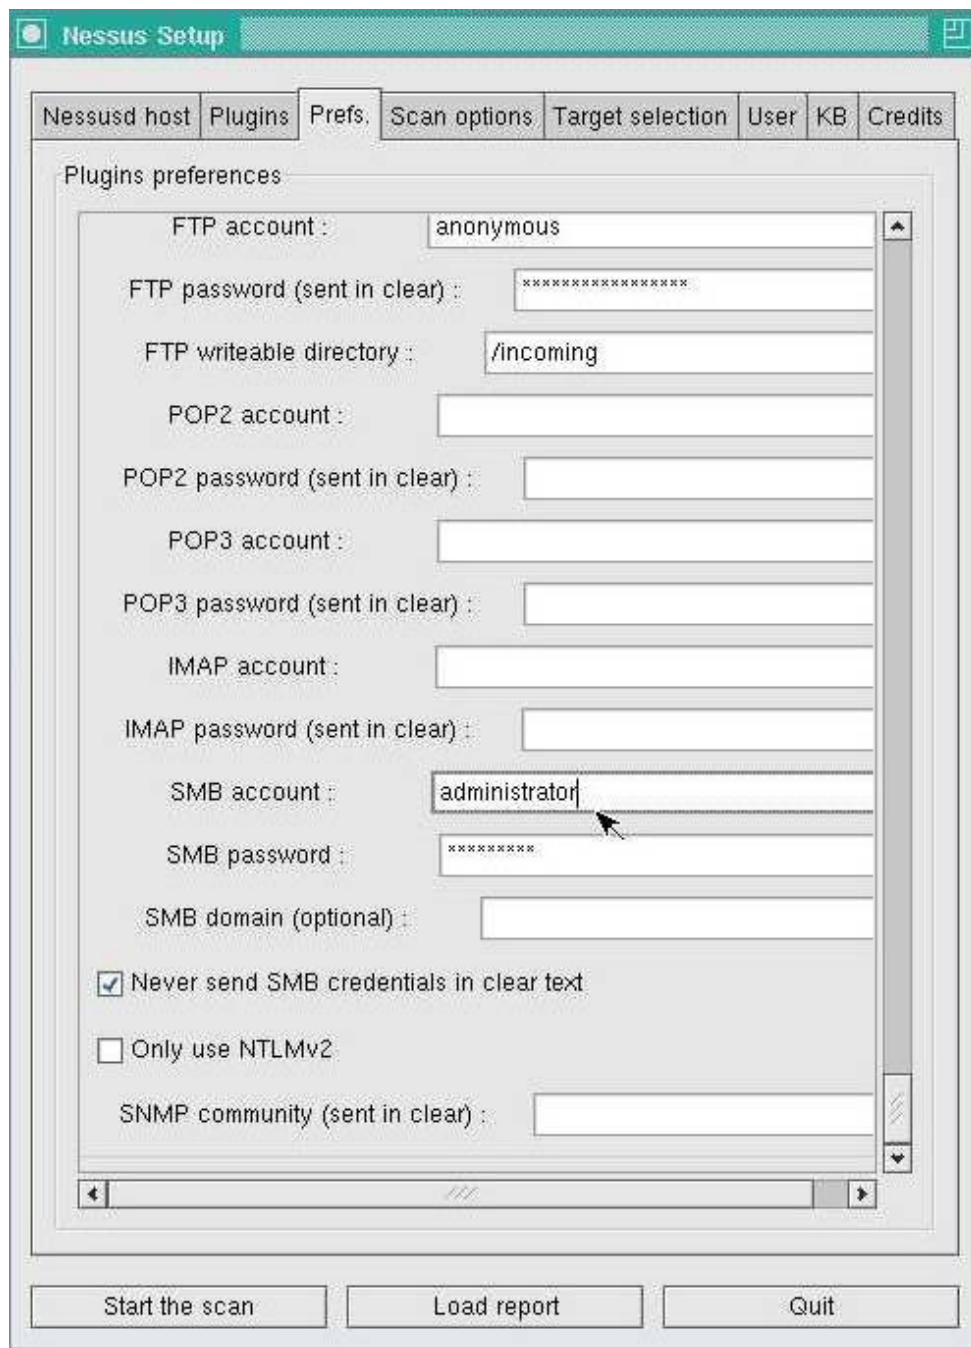 Nessus Setup
Nessusd host Plugins Prefs. Scan options Target selection User KB Credits
Plugins preferences
FTP account : anonymous
FTP password (sent in clear) : *****************
FTP writeable directory : /incoming
POP2 account :
POP2 password (sent in clear) :
POP3 account :
POP3 password (sent in clear) :
IMAP account :
IMAP password (sent in clear) :
SMB account : administrator
SMB password : *********
SMB domain (optional) :
Never send SMB credentials in clear text
Only use NTLMv2
SNMP community (sent in clear) :
Start the scan Load report Quit